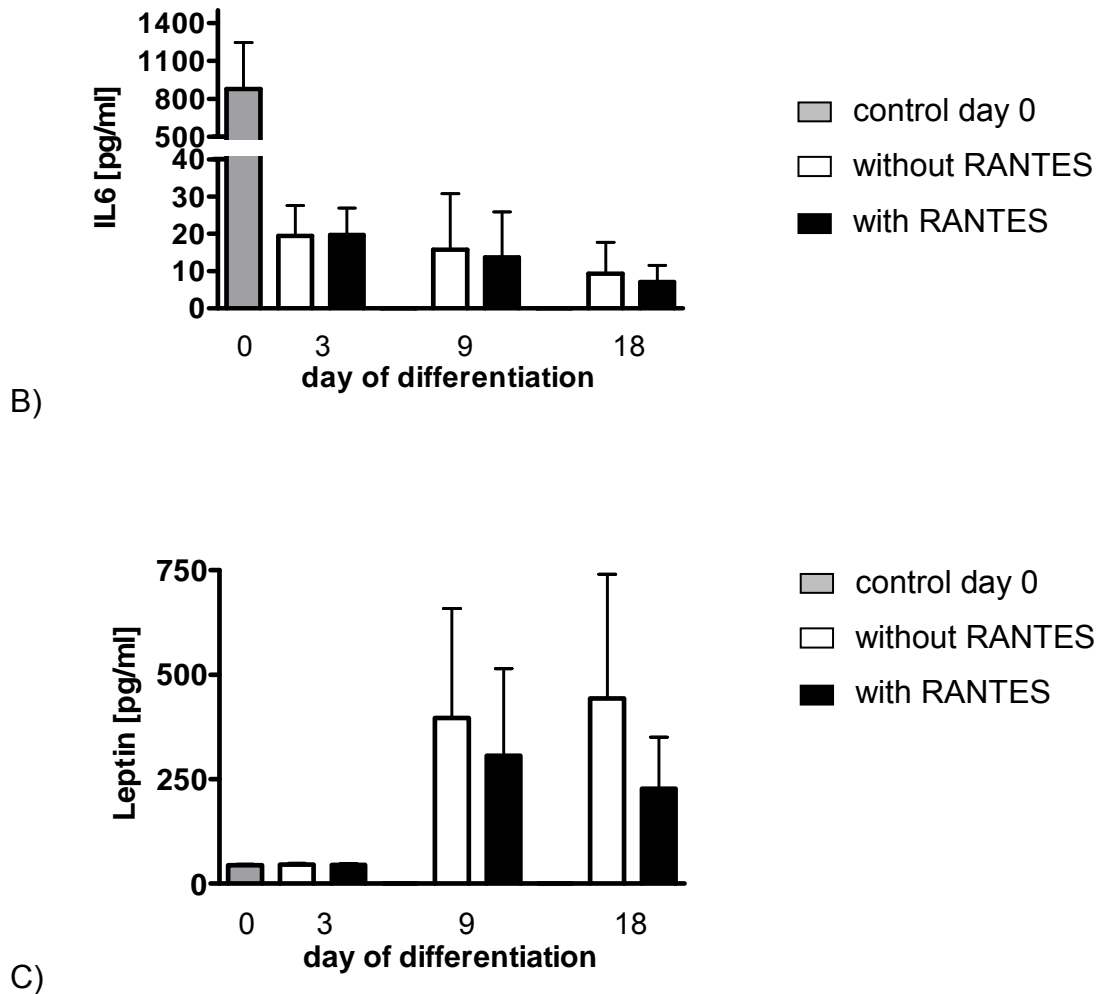 1400
1100
800
500
40
30
20
10
0
IL6 [pg/ml]
0 3 9 18
day of differentiation
control day 0
without RANTES
with RANTES
B)
750
500
250
0
Leptin [pg/ml]
0 3 9 18
day of differentiation
control day 0
without RANTES
with RANTES
C)